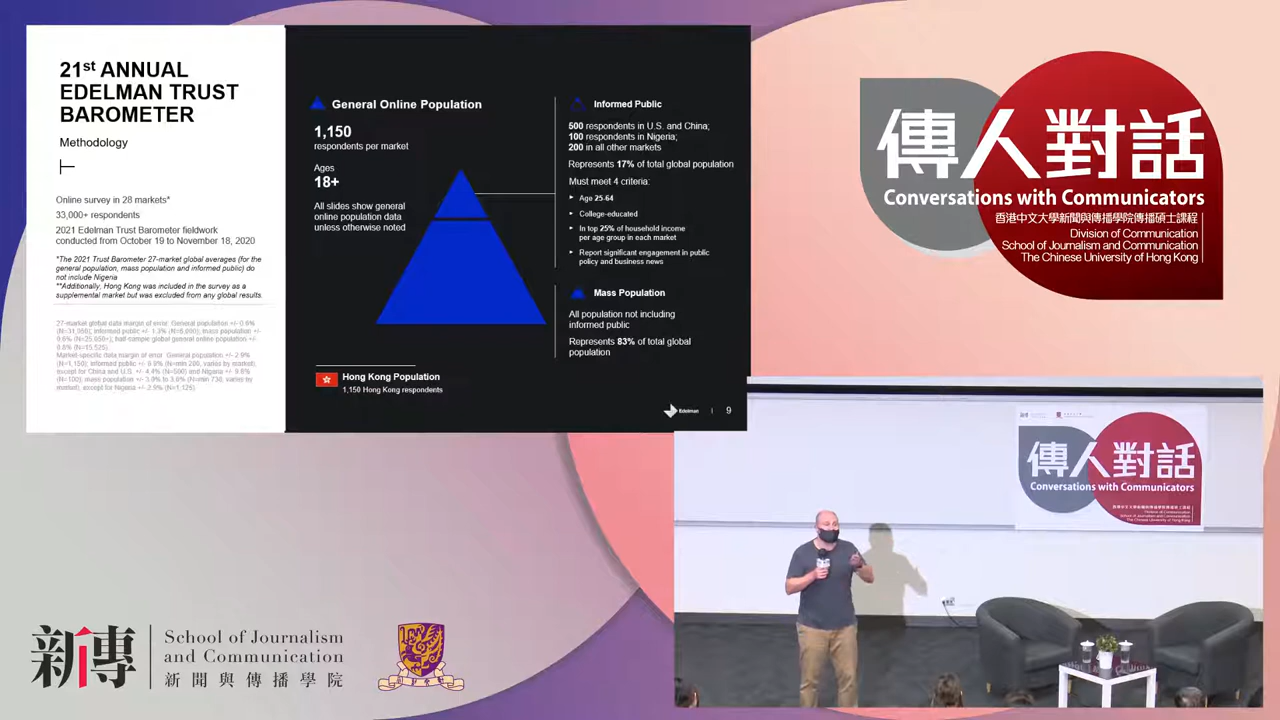 21st ANNUAL
EDELMAN TRUST
BAROMETER
Methodology
Online survey in 28 markets*
33,000+ respondents
2021 Edelman Trust Barometer fieldwork
conducted from October 19 to November 18, 2020
*The 2021 Trust Barometer 27-market global averages (for the
general population, mass population and informed public) do
not include Nigeria
**Additionally, Hong Kong was included in the survey as a
supplemental market but was excluded from any global results.
27-market global data margin of error: General population +/- 0.6%
General Online Population
1,150
respondents per market
Ages
18+
All slides show general
online population data
unless otherwise noted
Hong Kong Population
1,150 Hong Kong respondents
Informed Public
500 respondents in U.S. and China;
100 respondents in Nigeria;
200 in all other markets
Represents 17% of total global population
Must meet 4 criteria:
Age 25-64
College-educated
In top 25% of household income
per age group in each market
Report significant engagement in public
policy and business news
Mass Population
All population not including
informed public
Represents 83% of total global
population
Edelman | 9
傳人對話
Conversations with Communicators
香港中文大學新聞與傳播學院傳播碩士課程
Division of Communication
School of Journalism and Communication
The Chinese University of Hong Kong
傳人對話
Conversations with Communicators
新傳
School of Journalism
and Communication
新聞與傳播學院